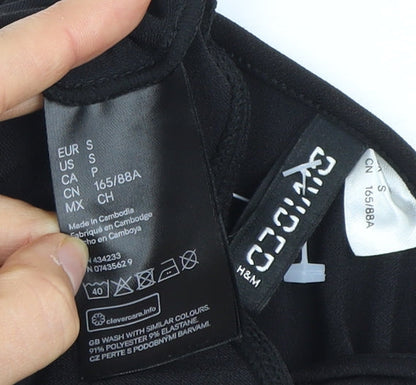 EUR S
US S
CA P
CN 165/88A
MX CH
Made in Cambodia
Fabriqué en Cambodge
cho en Camboya
434233
N 0743562 9
40
clevercare.info
GB WASH WITH SIMILAR COLOURS.
91% POLYESTER 9% ELASTANE.
CZ PERTE S PODOBNÝMI BARVAMI.
DIVIDED
H&M
S
CN 165/88A